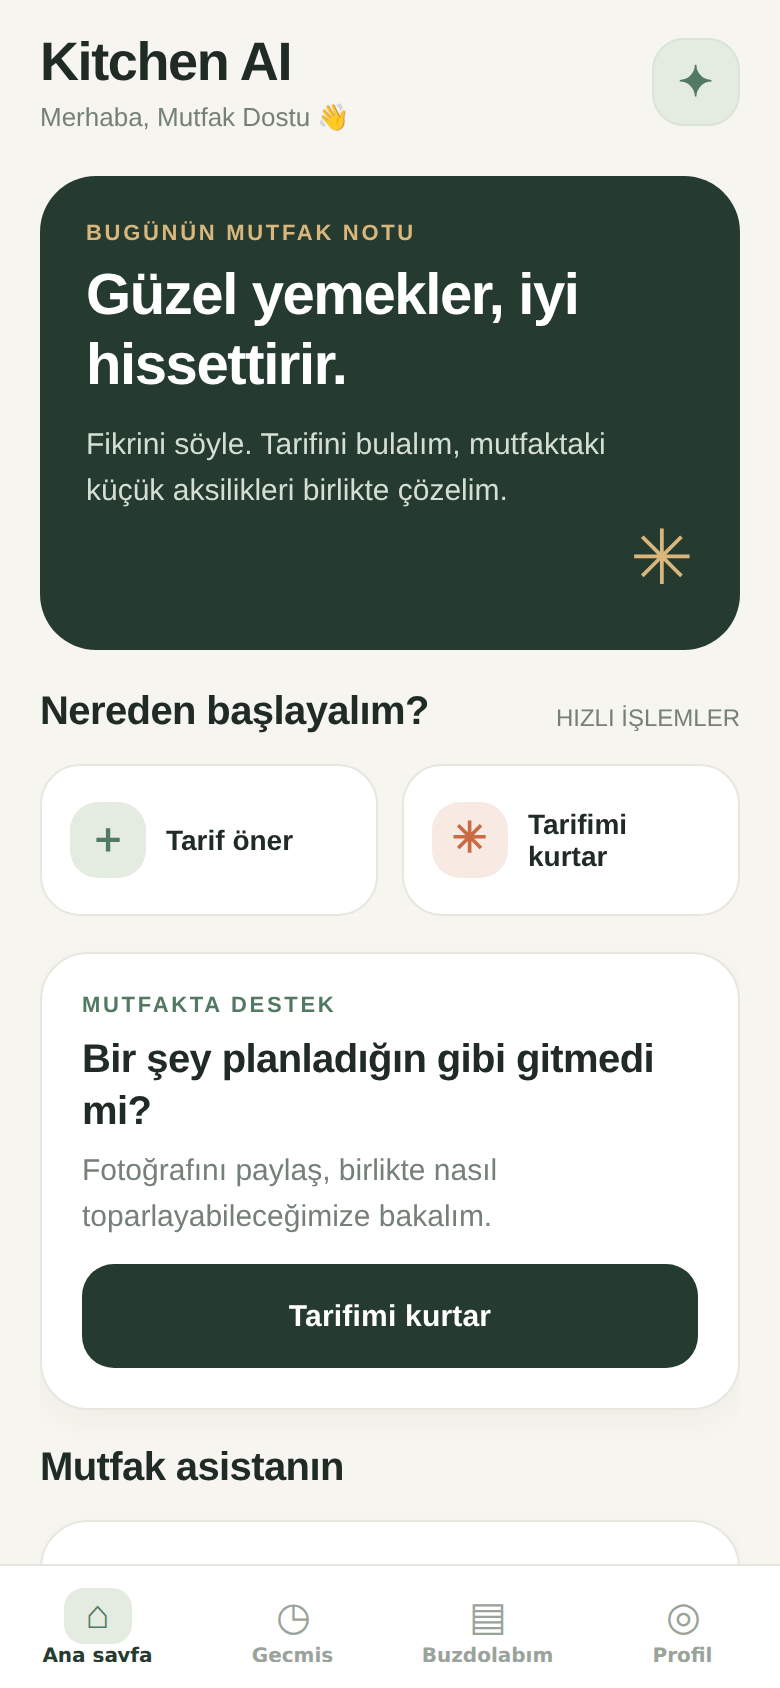 Kitchen AI
Merhaba, Mutfak Dostu 👋
BUGÜNÜN MUTFAK NOTU
Güzel yemekler, iyi
hissettirir.
Fikrini söyle. Tarifini bulalım, mutfaktaki
küçük aksilikleri birlikte çözelim.
Nereden başlayalım?
HIZLI İŞLEMLER
Tarif öner
Tarifimi
kurtar
MUTFAKTA DESTEK
Bir şey planladığın gibi gitmedi
mi?
Fotoğrafını paylaş, birlikte nasıl
toparlayabileceğimize bakalım.
Tarifimi kurtar
Mutfak asistanın
Ana sayfa
Gecmis
Buzdolabım
Profil